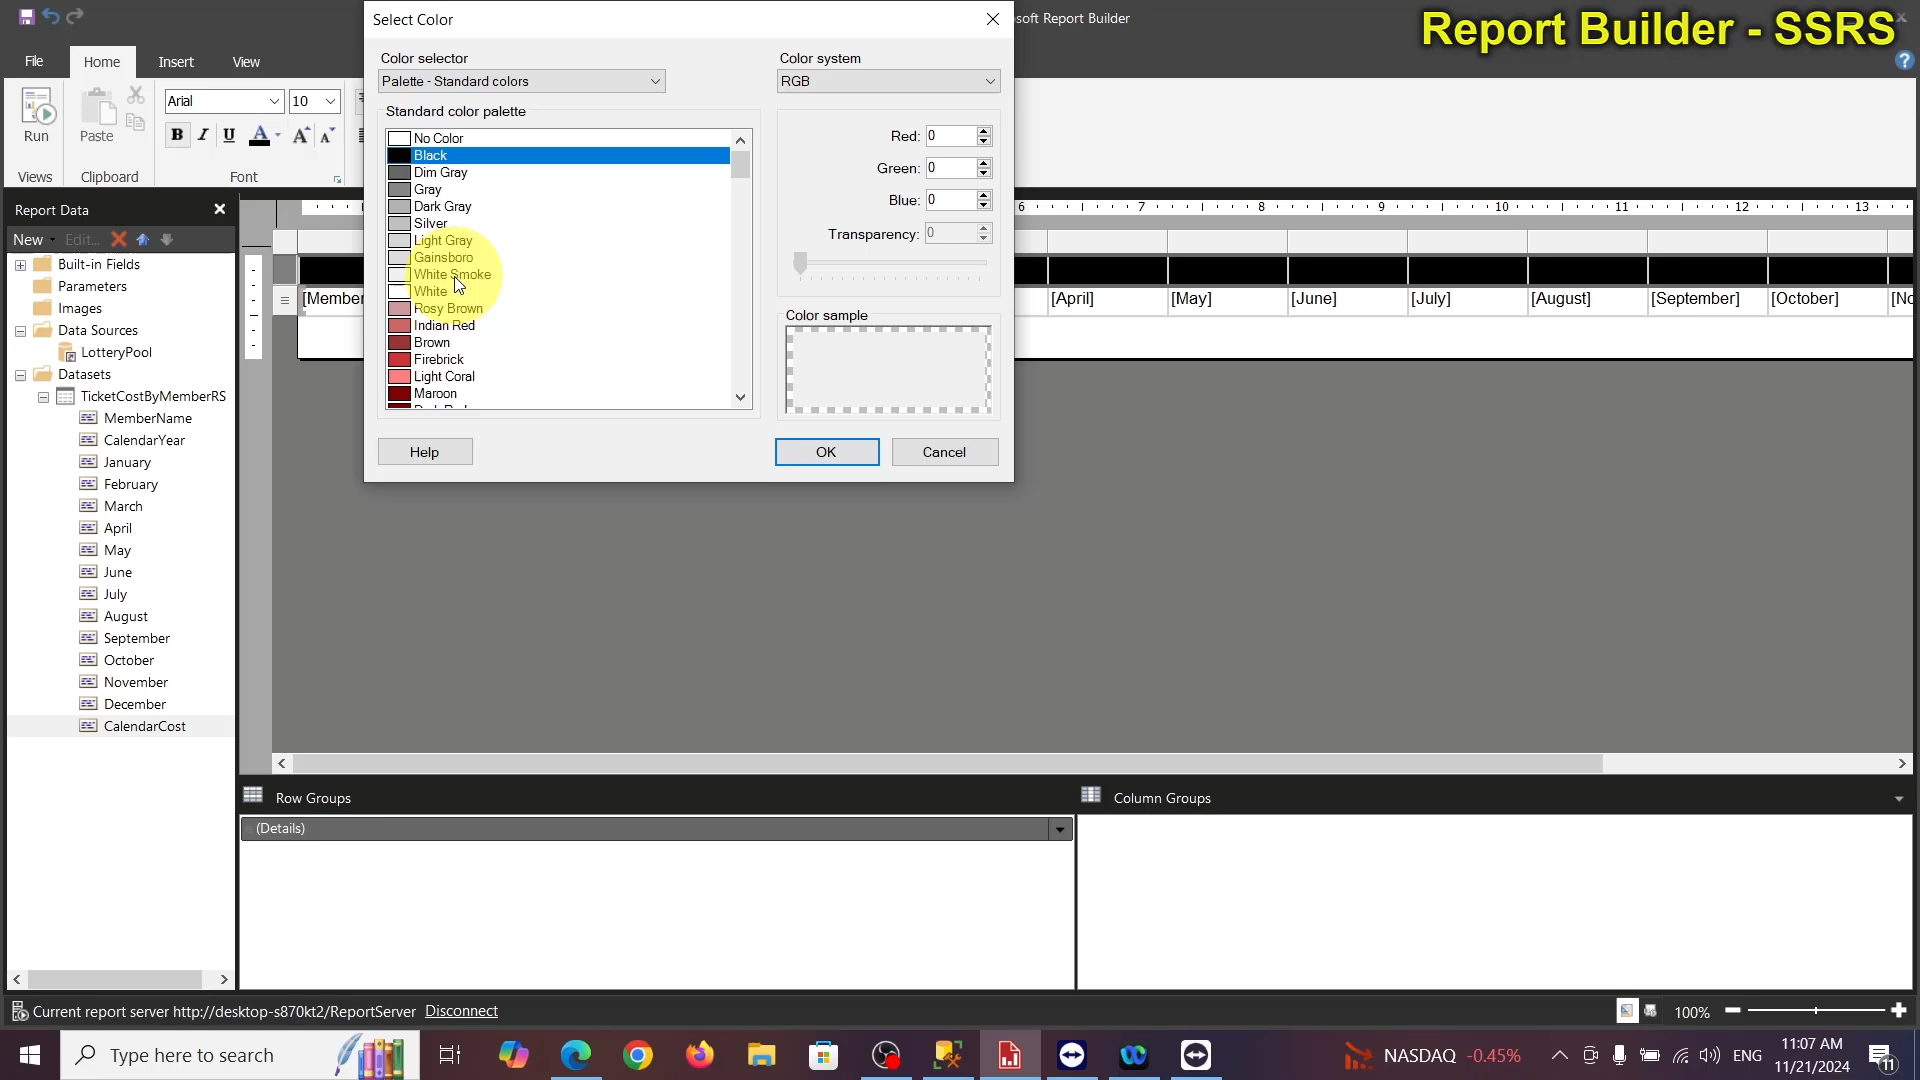 Select Color
soft Report Builder
Report Builder - SSRS
File
Home
Insert
View
Run
Paste
Arial
10
B I U A A A
Views
Clipboard
Font
Color selector
Palette - Standard colors
Standard color palette
No Color
Black
Dim Gray
Gray
Dark Gray
Silver
Light Gray
Gainsboro
White Smoke
White
Rosy Brown
Indian Red
Brown
Firebrick
Light Coral
Maroon
Color system
RGB
Red: 0
Green: 0
Blue: 0
Transparency: 0
Color sample
Help
OK
Cancel
Report Data
New
Edit...
Built-in Fields
Parameters
Images
Data Sources
LotteryPool
Datasets
TicketCostByMemberRS
MemberName
CalendarYear
January
February
March
April
May
June
July
August
September
October
November
December
CalendarCost
6 7 8 9 10 11 12 13
[Member
[April]
[May]
[June]
[July]
[August]
[September]
[October]
[No
Row Groups
(Details)
Column Groups
Current report server http://desktop-s870kt2/ReportServer
Disconnect
100%
Type here to search
NASDAQ -0.45%
ENG
11:07 AM
11/21/2024
11